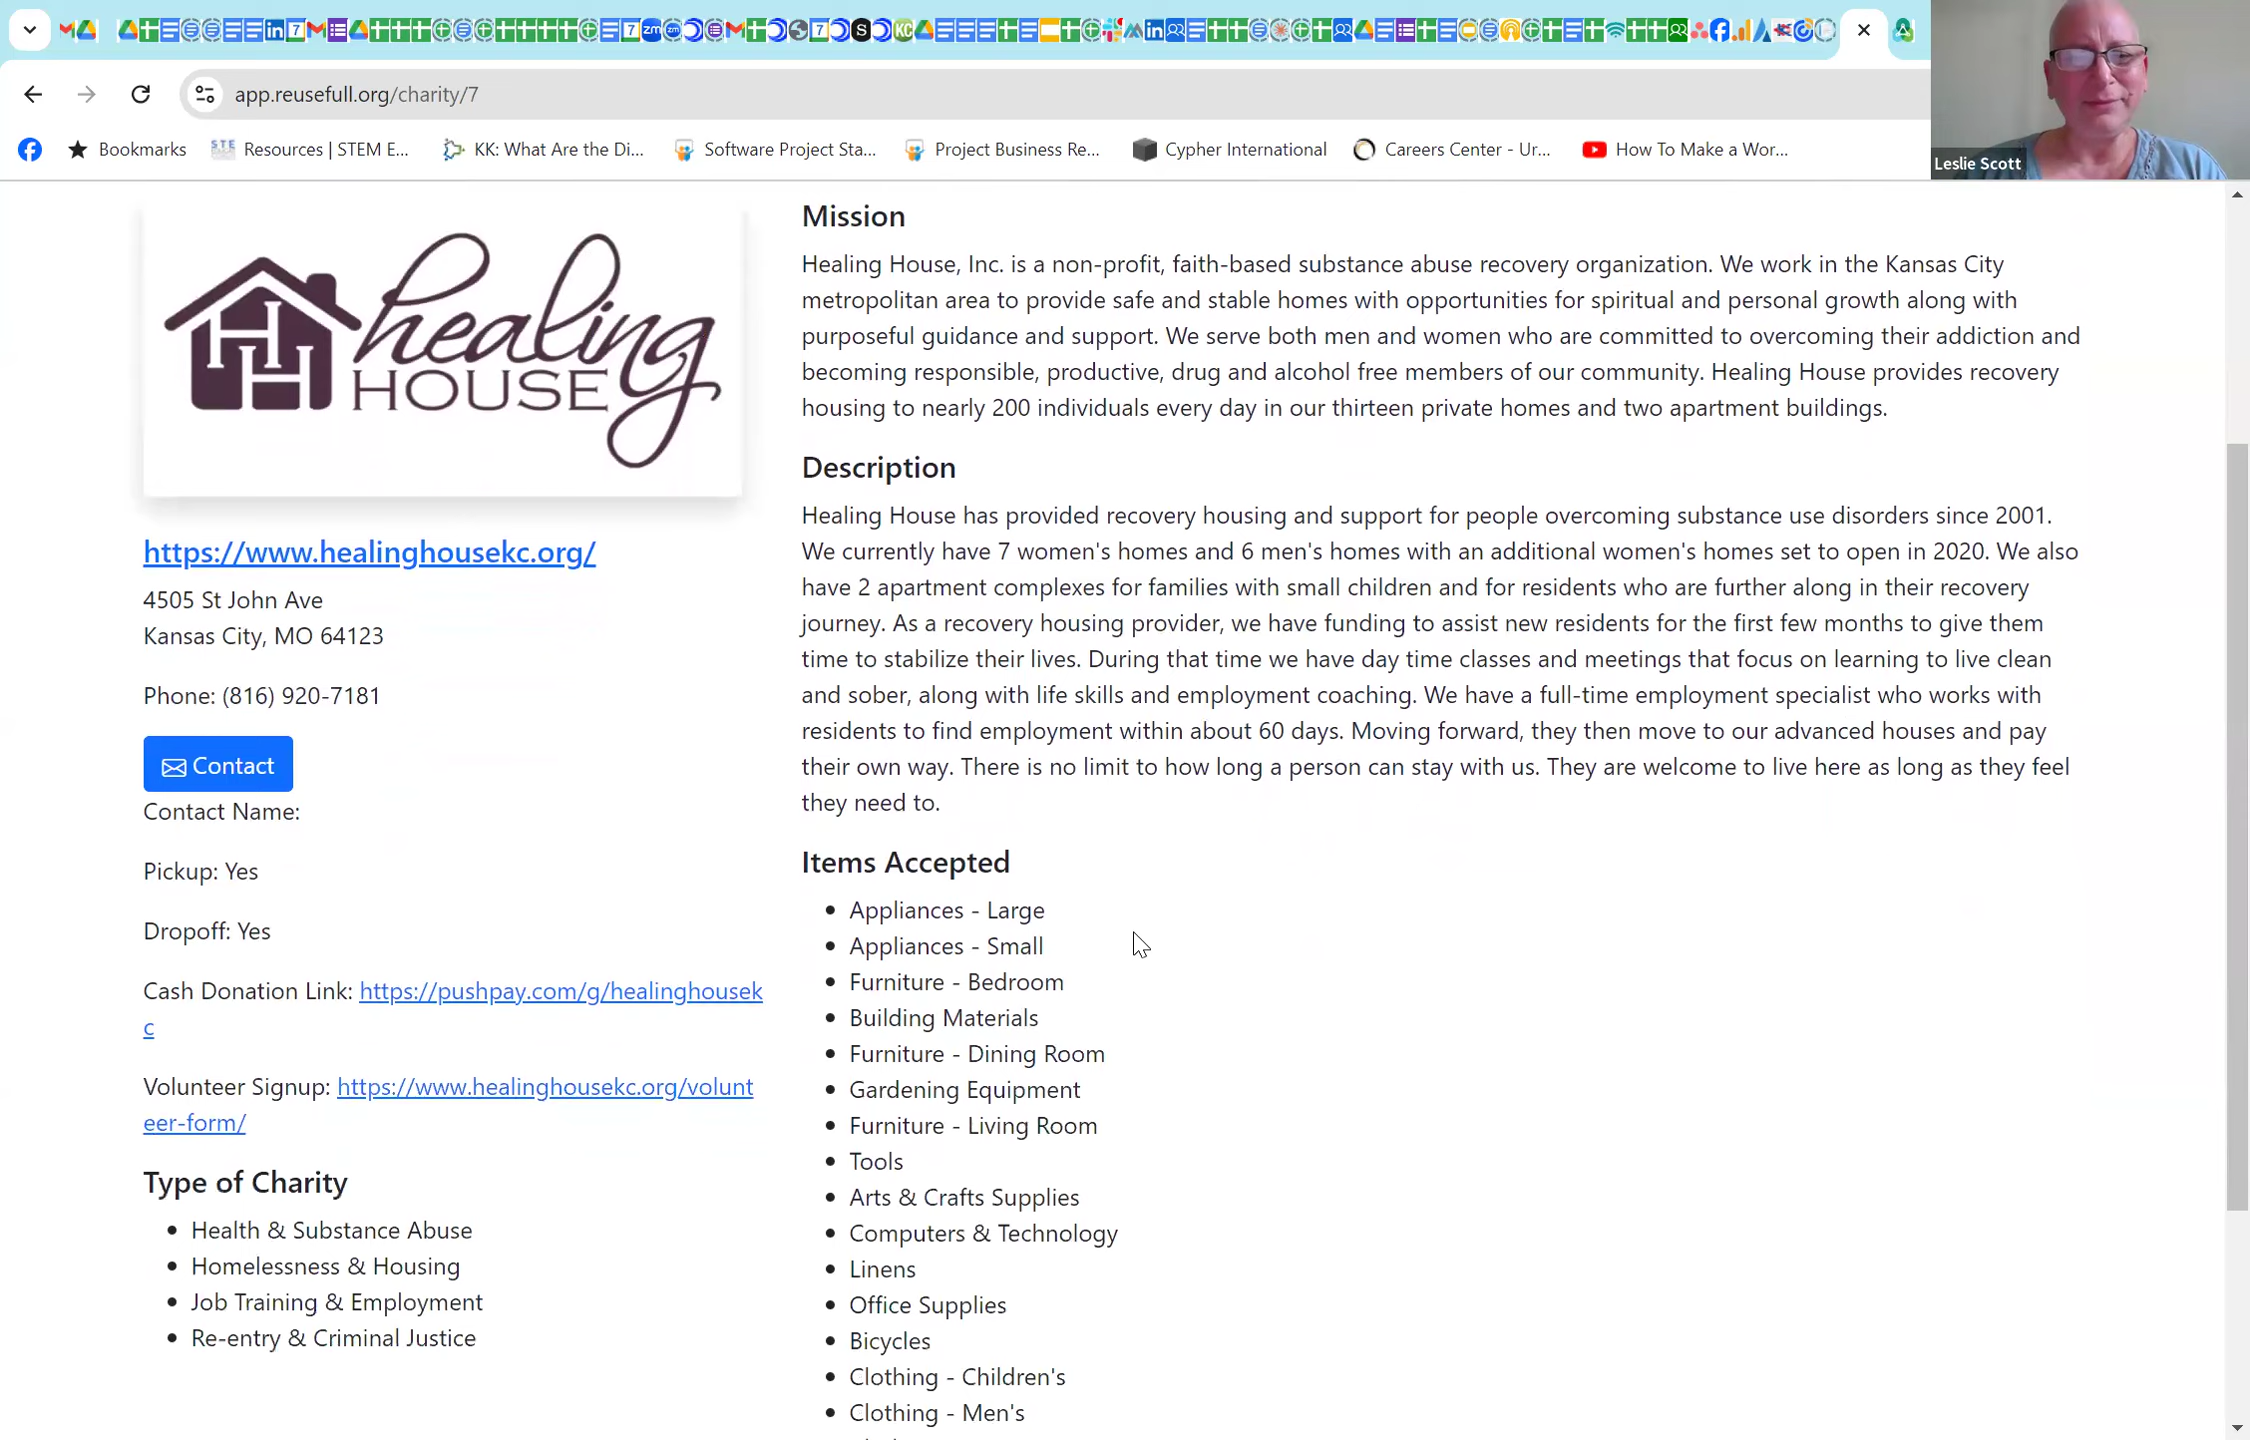 app.reusefull.org/charity/7
Bookmarks
Resources | STEM E...
KK: What Are the Di...
Software Project Sta...
Project Business Re...
Cypher International
Careers Center - Ur...
How To Make a Wor...
Leslie Scott
healing
HOUSE
https://www.healinghousekc.org/
4505 St John Ave
Kansas City, MO 64123
Phone: (816) 920-7181
Contact
Contact Name:
Pickup: Yes
Dropoff: Yes
Cash Donation Link: https://pushpay.com/g/healinghousek
c
Volunteer Signup: https://www.healinghousekc.org/volunt
eer-form/
Type of Charity
• Health & Substance Abuse
• Homelessness & Housing
• Job Training & Employment
• Re-entry & Criminal Justice
Mission
Healing House, Inc. is a non-profit, faith-based substance abuse recovery organization. We work in the Kansas City
metropolitan area to provide safe and stable homes with opportunities for spiritual and personal growth along with
purposeful guidance and support. We serve both men and women who are committed to overcoming their addiction and
becoming responsible, productive, drug and alcohol free members of our community. Healing House provides recovery
housing to nearly 200 individuals every day in our thirteen private homes and two apartment buildings.
Description
Healing House has provided recovery housing and support for people overcoming substance use disorders since 2001.
We currently have 7 women's homes and 6 men's homes with an additional women's homes set to open in 2020. We also
have 2 apartment complexes for families with small children and for residents who are further along in their recovery
journey. As a recovery housing provider, we have funding to assist new residents for the first few months to give them
time to stabilize their lives. During that time we have day time classes and meetings that focus on learning to live clean
and sober, along with life skills and employment coaching. We have a full-time employment specialist who works with
residents to find employment within about 60 days. Moving forward, they then move to our advanced houses and pay
their own way. There is no limit to how long a person can stay with us. They are welcome to live here as long as they feel
they need to.
Items Accepted
• Appliances - Large
• Appliances - Small
• Furniture - Bedroom
• Building Materials
• Furniture - Dining Room
• Gardening Equipment
• Furniture - Living Room
• Tools
• Arts & Crafts Supplies
• Computers & Technology
• Linens
• Office Supplies
• Bicycles
• Clothing - Children's
• Clothing - Men's